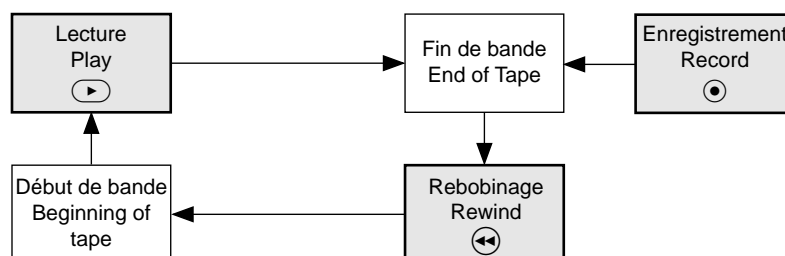 Lecture
Play
Fin de bande
End of Tape
Enregistrement
Record
Début de bande
Beginning of
tape
Rebobinage
Rewind